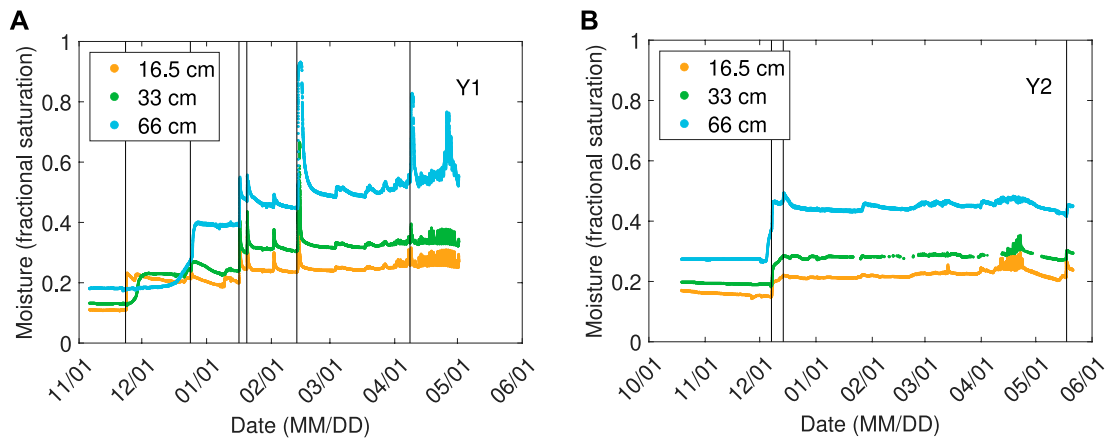 A
Moisture (fractional saturation)
1
0.8
0.6
0.4
0.2
0
16.5 cm
33 cm
66 cm
Y1
11/01
12/01
01/01
02/01
03/01
04/01
05/01
06/01
Date (MM/DD)
B
Moisture (fractional saturation)
1
0.8
0.6
0.4
0.2
0
16.5 cm
33 cm
66 cm
Y2
10/01
11/01
12/01
01/01
02/01
03/01
04/01
05/01
06/01
Date (MM/DD)